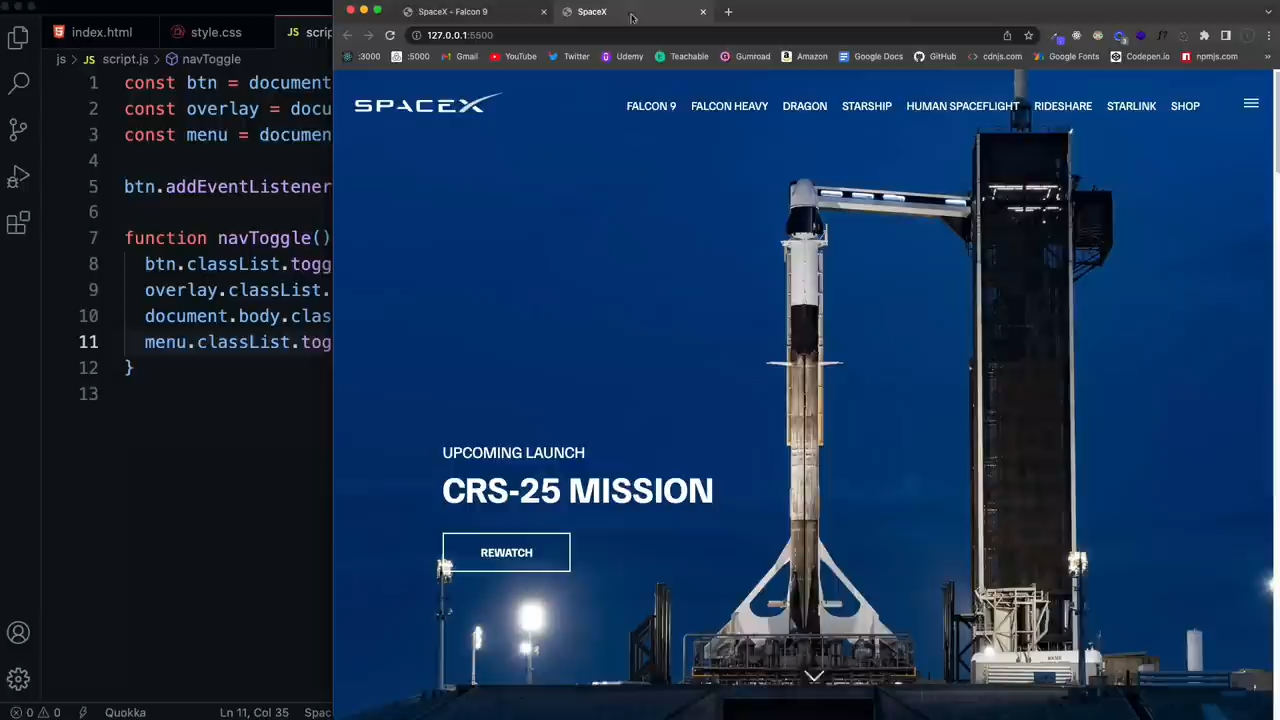 SpaceX - Falcon 9
SpaceX
index.html
style.css
JS scrip
127.0.0.1:5500
js > JS script.js > navToggle
:3000
:5000
Gmail
YouTube
Twitter
Udemy
Teachable
Gumroad
Amazon
Google Docs
GitHub
cdnjs.com
Google Fonts
Codepen.io
npmjs.com
»
1 const btn = document
2 const overlay = docu
3 const menu = documen
4
5 btn.addEventListener
6
7 function navToggle()
8 btn.classList.togg
9 overlay.classList.
10 document.body.clas
11 menu.classList.tog
12 }
13
SPACEX
FALCON 9 FALCON HEAVY DRAGON STARSHIP HUMAN SPACEFLIGHT RIDESHARE STARLINK SHOP
UPCOMING LAUNCH
CRS-25 MISSION
REWATCH
0 0 Quokka Ln 11, Col 35 Spac